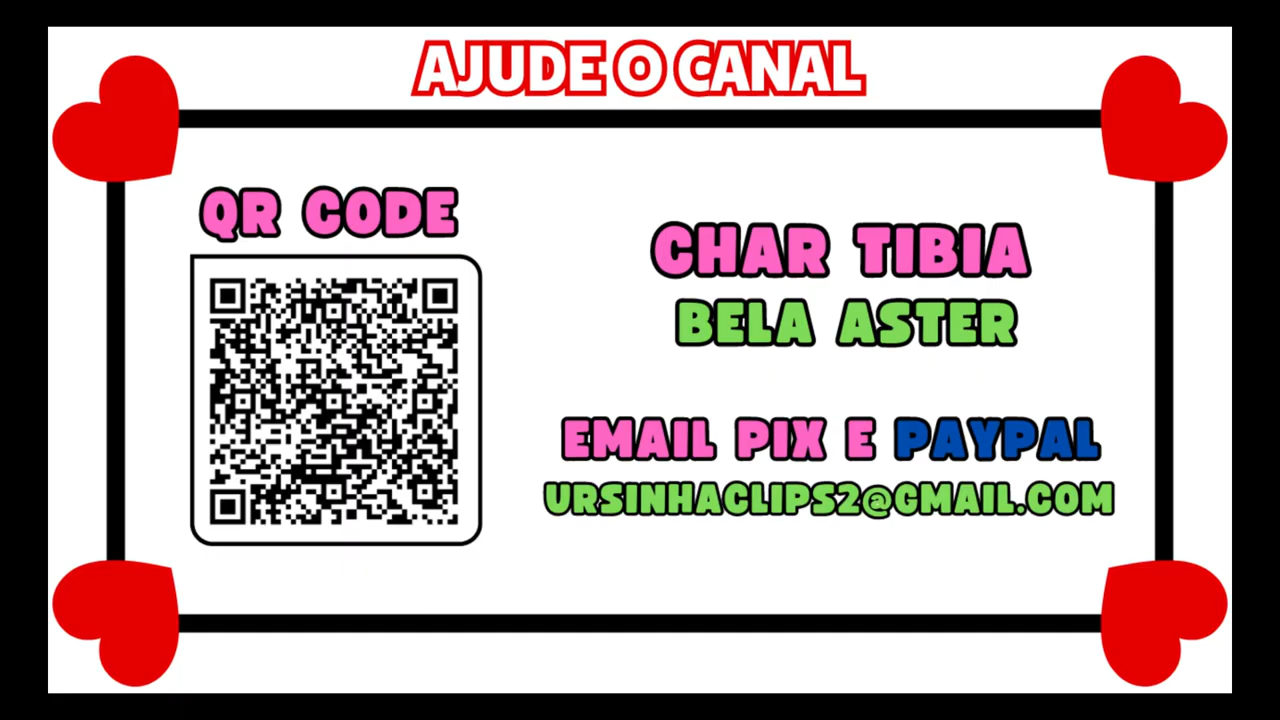 AJUDE O CANAL
QR CODE
CHAR TIBIA
BELA ASTER
EMAIL PIX E PAYPAL
URSINHACLIPS2@GMAIL.COM